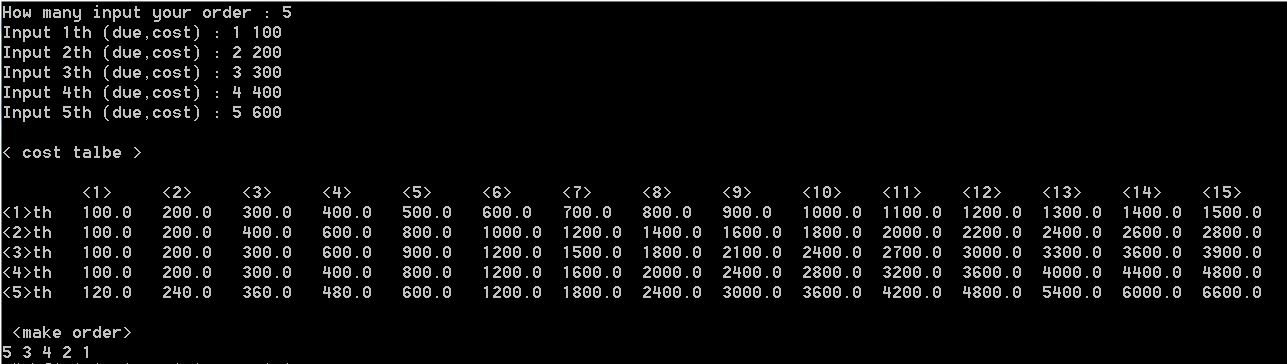 How many input your order : 5
Input 1th (due,cost) : 1 100
Input 2th (due,cost) : 2 200
Input 3th (due,cost) : 3 300
Input 4th (due,cost) : 4 400
Input 5th (due,cost) : 5 600
< cost talbe >
<1> <2> <3> <4> <5> <6> <7> <8> <9> <10> <11> <12> <13> <14> <15>
<1>th 100.0 200.0 300.0 400.0 500.0 600.0 700.0 800.0 900.0 1000.0 1100.0 1200.0 1300.0 1400.0 1500.0
<2>th 100.0 200.0 400.0 600.0 800.0 1000.0 1200.0 1400.0 1600.0 1800.0 2000.0 2200.0 2400.0 2600.0 2800.0
<3>th 100.0 200.0 300.0 600.0 900.0 1200.0 1500.0 1800.0 2100.0 2400.0 2700.0 3000.0 3300.0 3600.0 3900.0
<4>th 100.0 200.0 300.0 400.0 800.0 1200.0 1600.0 2000.0 2400.0 2800.0 3200.0 3600.0 4000.0 4400.0 4800.0
<5>th 120.0 240.0 360.0 480.0 600.0 1200.0 1800.0 2400.0 3000.0 3600.0 4200.0 4800.0 5400.0 6000.0 6600.0
<make order>
5 3 4 2 1